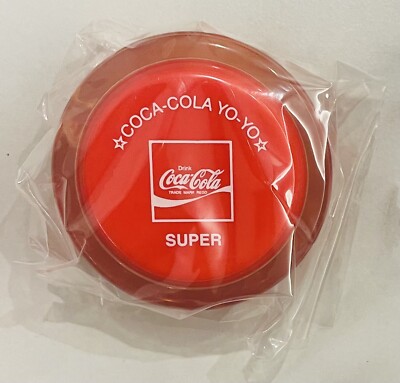 ☆COCA-COLA YO-YO☆
Drink
Coca-Cola
TRADE MARK REGD
SUPER